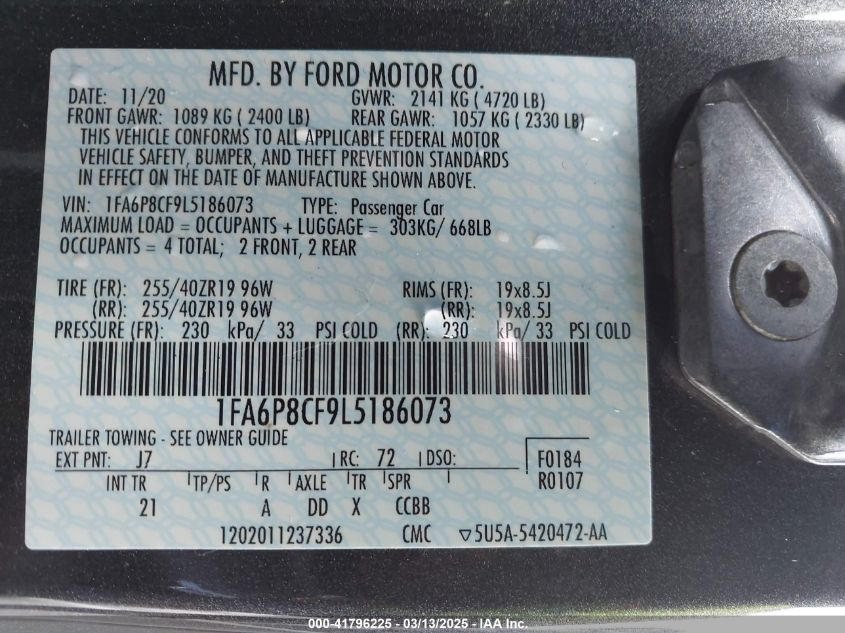 MFD. BY FORD MOTOR CO.
DATE: 11/20 GVWR: 2141 KG ( 4720 LB)
FRONT GAWR: 1089 KG ( 2400 LB) REAR GAWR: 1057 KG ( 2330 LB)
THIS VEHICLE CONFORMS TO ALL APPLICABLE FEDERAL MOTOR
VEHICLE SAFETY, BUMPER, AND THEFT PREVENTION STANDARDS
IN EFFECT ON THE DATE OF MANUFACTURE SHOWN ABOVE.
VIN: 1FA6P8CF9L5186073 TYPE: Passenger Car
MAXIMUM LOAD = OCCUPANTS + LUGGAGE = 303KG/ 668LB
OCCUPANTS = 4 TOTAL; 2 FRONT, 2 REAR
TIRE (FR): 255/40ZR19 96W RIMS (FR): 19x8.5J
(RR): 255/40ZR19 96W (RR): 19x8.5J
PRESSURE (FR): 230 kPa/ 33 PSI COLD (RR): 230 kPa/ 33 PSI COLD
1FA6P8CF9L5186073
TRAILER TOWING - SEE OWNER GUIDE
EXT PNT: J7 RC: 72 DSO: F0184
INT TR TP/PS R AXLE TR SPR R0107
21 A DD X CCBB
1202011237336 CMC ▽5U5A-5420472-AA
000-41796225 - 03/13/2025 - IAA Inc.